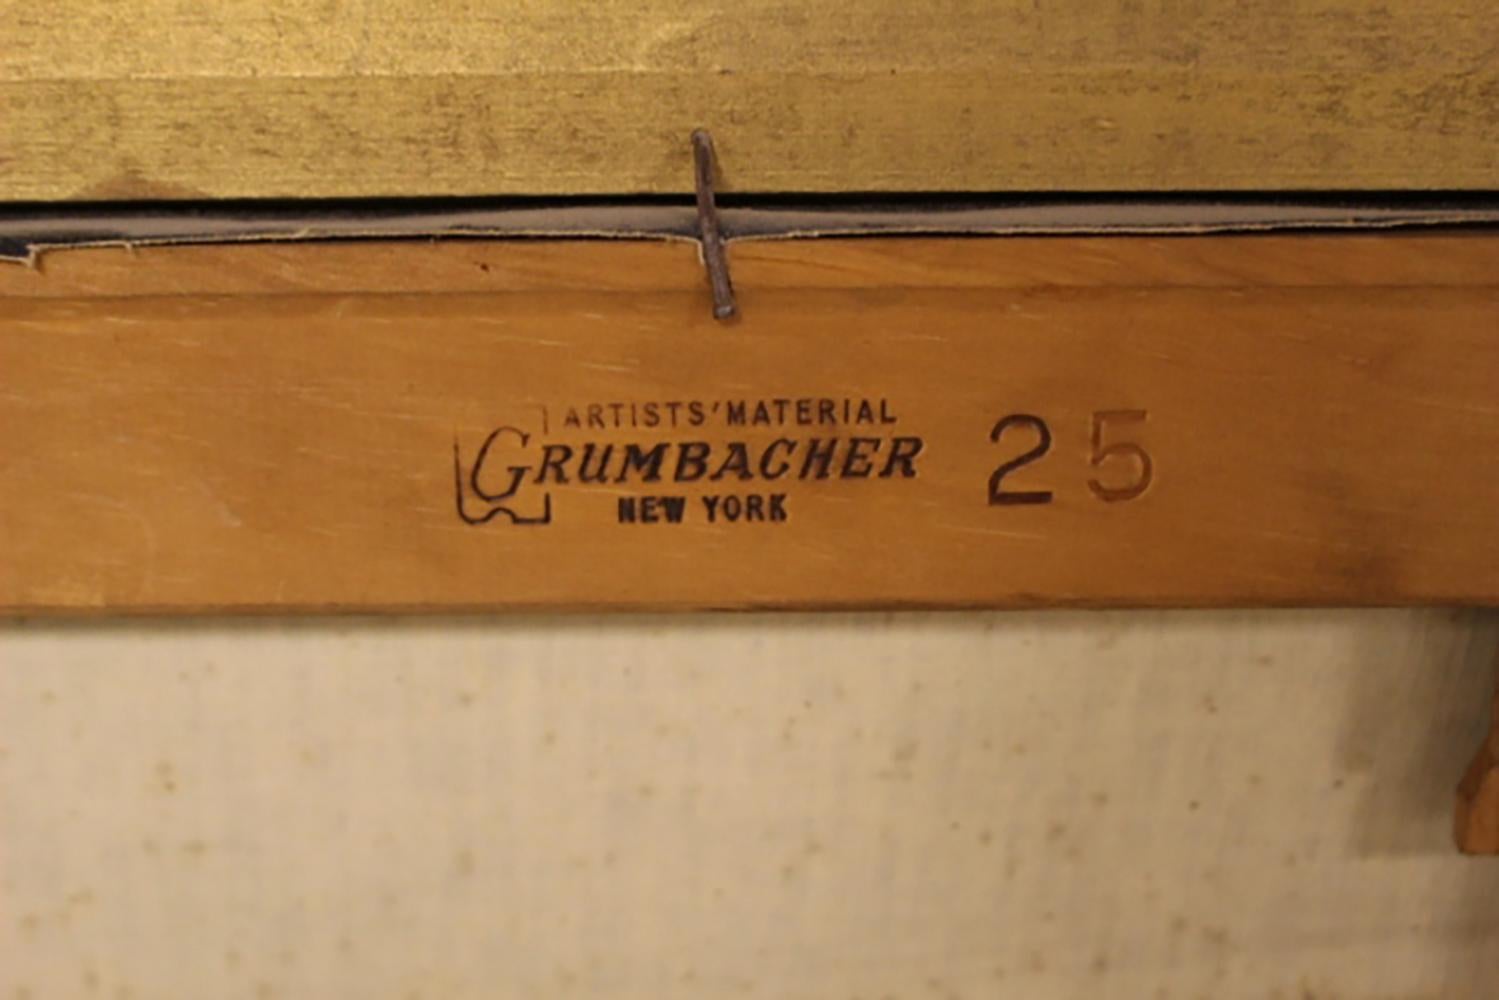 ARTISTS' MATERIAL
GRUMBACHER 25
NEW YORK